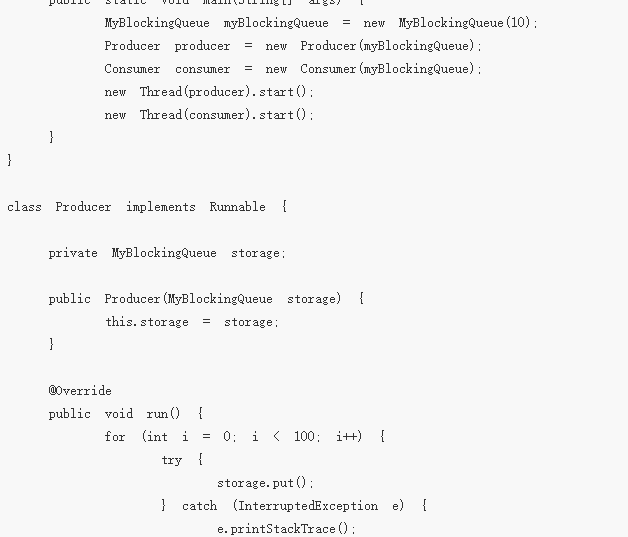 public static void main(String[] args) {
MyBlockingQueue myBlockingQueue = new MyBlockingQueue(10);
Producer producer = new Producer(myBlockingQueue);
Consumer consumer = new Consumer(myBlockingQueue);
new Thread(producer).start();
new Thread(consumer).start();
}
}
class Producer implements Runnable {
private MyBlockingQueue storage;
public Producer(MyBlockingQueue storage) {
this.storage = storage;
}
@Override
public void run() {
for (int i = 0; i < 100; i++) {
try {
storage.put();
} catch (InterruptedException e) {
e.printStackTrace();